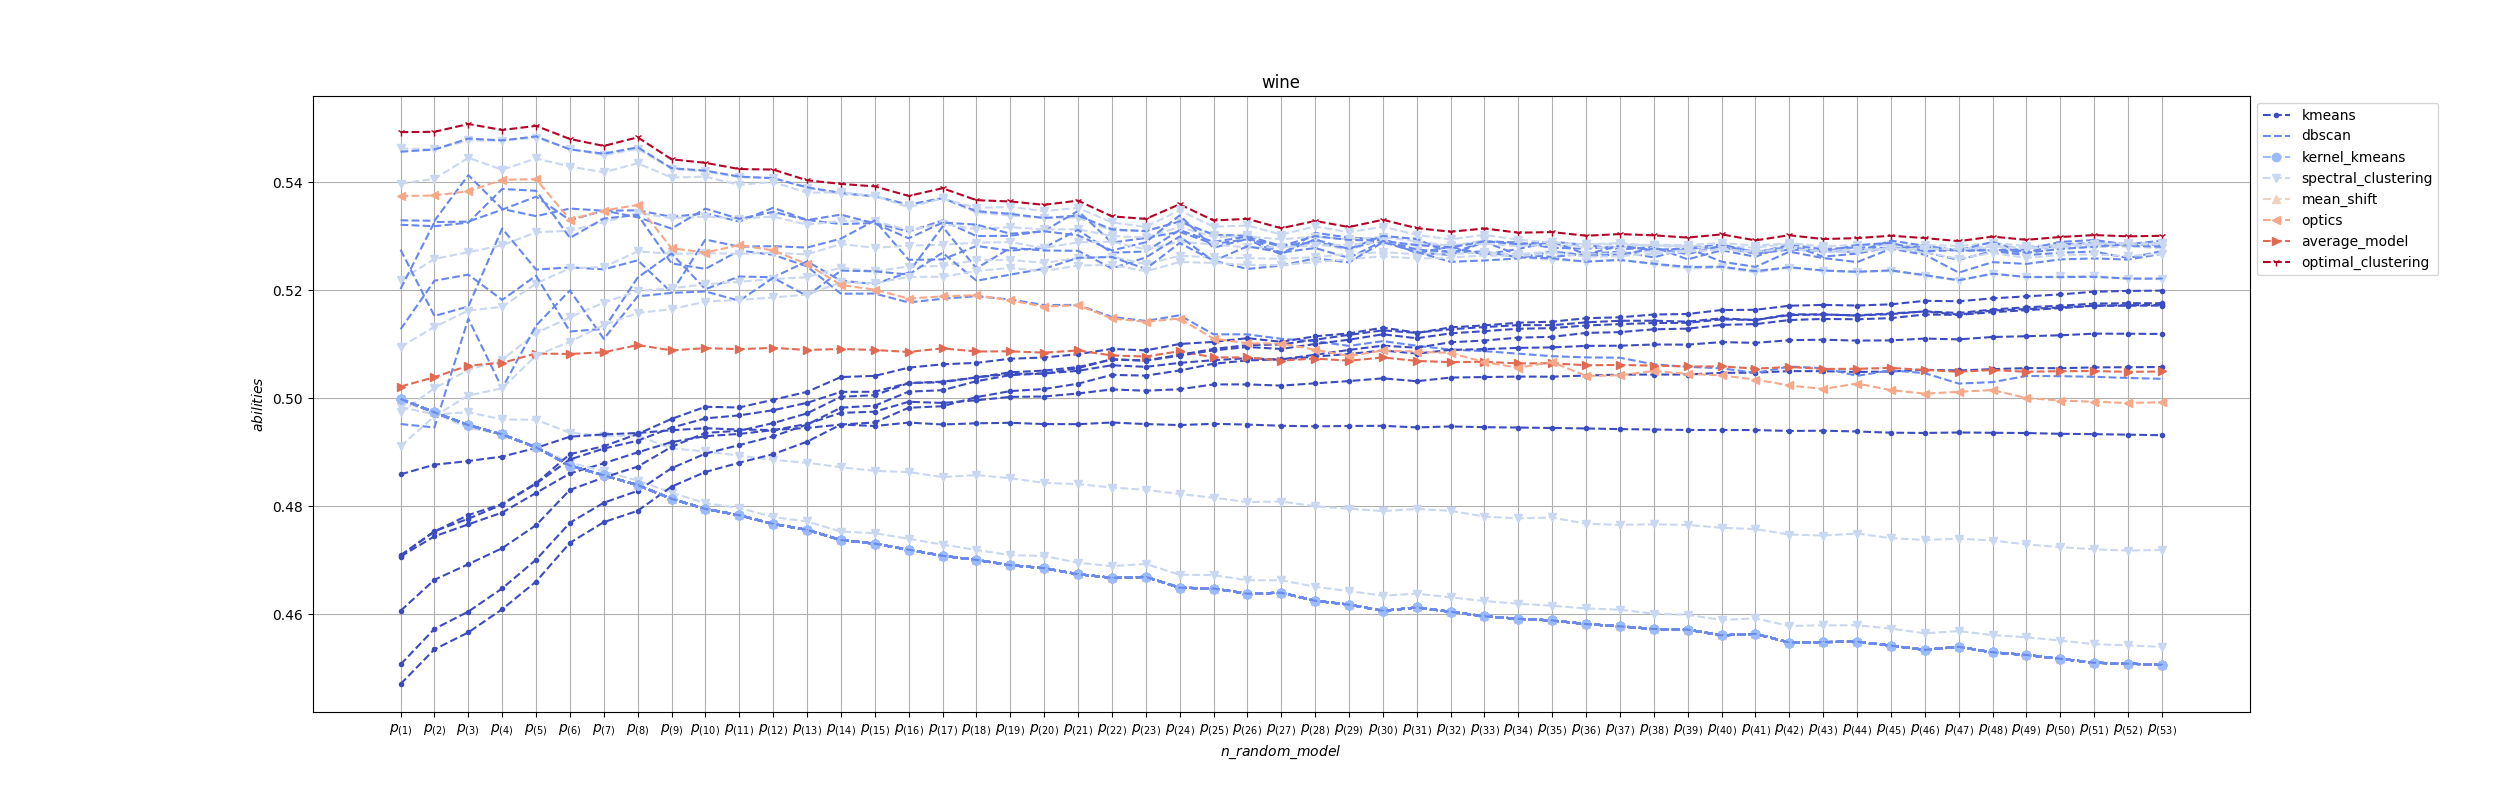 wine
kmeans
dbscan
kernel_kmeans
spectral_clustering
mean_shift
optics
average_model
optimal_clustering
abilities
0.54
0.52
0.50
0.48
0.46
p(1) p(2) p(3) p(4) p(5) p(6) p(7) p(8) p(9) p(10) p(11) p(12) p(13) p(14) p(15) p(16) p(17) p(18) p(19) p(20) p(21) p(22) p(23) p(24) p(25) p(26) p(27) p(28) p(29) p(30) p(31) p(32) p(33) p(34) p(35) p(36) p(37) p(38) p(39) p(40) p(41) p(42) p(43) p(44) p(45) p(46) p(47) p(48) p(49) p(50) p(51) p(52) p(53)
n_random_model